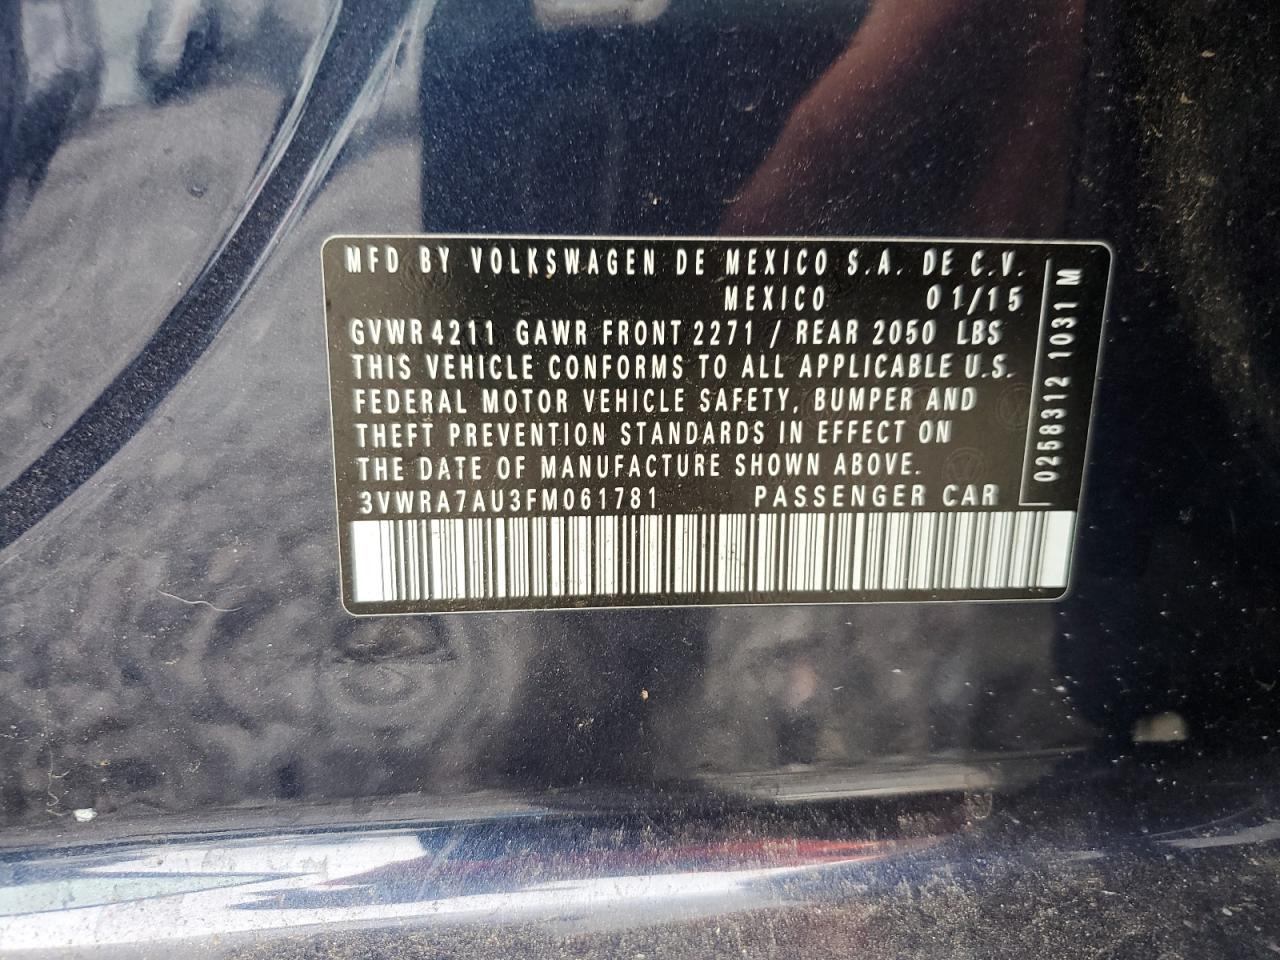 MFD BY VOLKSWAGEN DE MEXICO S.A. DE C.V.
MEXICO 01/15
GVWR 4211 GAWR FRONT 2271 / REAR 2050 LBS
THIS VEHICLE CONFORMS TO ALL APPLICABLE U.S.
FEDERAL MOTOR VEHICLE SAFETY, BUMPER AND
THEFT PREVENTION STANDARDS IN EFFECT ON
THE DATE OF MANUFACTURE SHOWN ABOVE.
3VWRA7AU3FM061781 PASSENGER CAR
0258312 1031 M